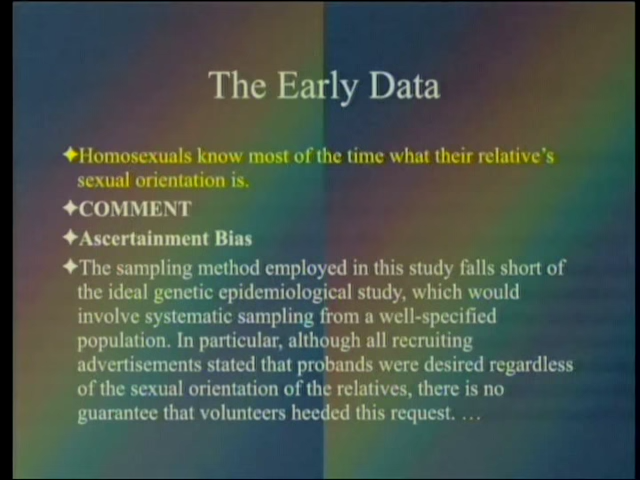 The Early Data
✦Homosexuals know most of the time what their relative's
sexual orientation is.
✦COMMENT
✦Ascertainment Bias
✦The sampling method employed in this study falls short of
the ideal genetic epidemiological study, which would
involve systematic sampling from a well-specified
population. In particular, although all recruiting
advertisements stated that probands were desired regardless
of the sexual orientation of the relatives, there is no
guarantee that volunteers heeded this request. …